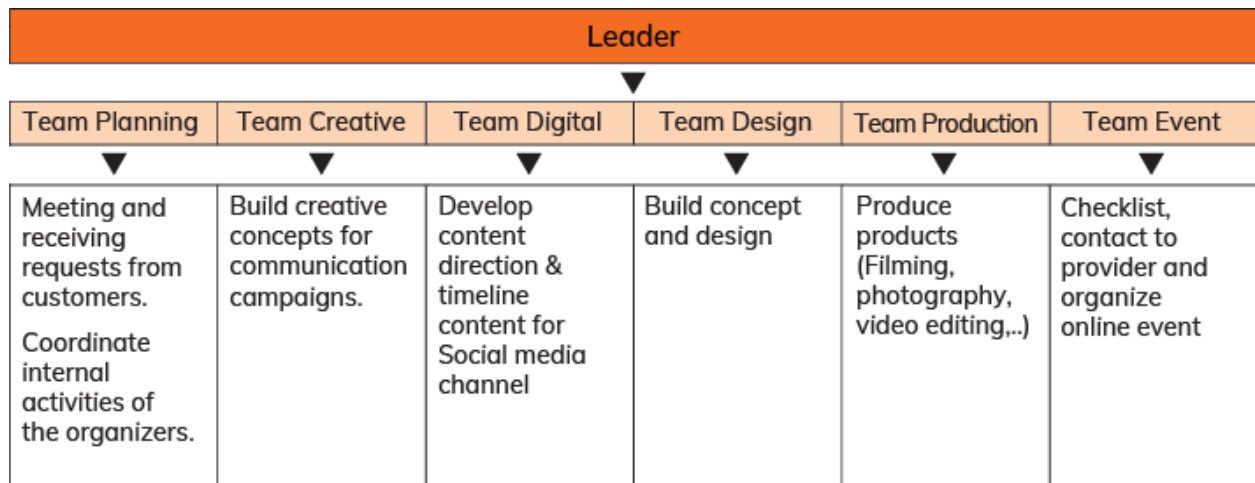 Leader
Team Planning
Team Creative
Team Digital
Team Design
Team Production
Team Event
Meeting and
receiving
requests from
customers.
Coordinate
internal
activities of
the organizers.
Build creative
concepts for
communication
campaigns.
Develop
content
direction &
timeline
content for
Social media
channel
Build concept
and design
Produce
products
(Filming,
photography,
video editing,..)
Checklist,
contact to
provider and
organize
online event